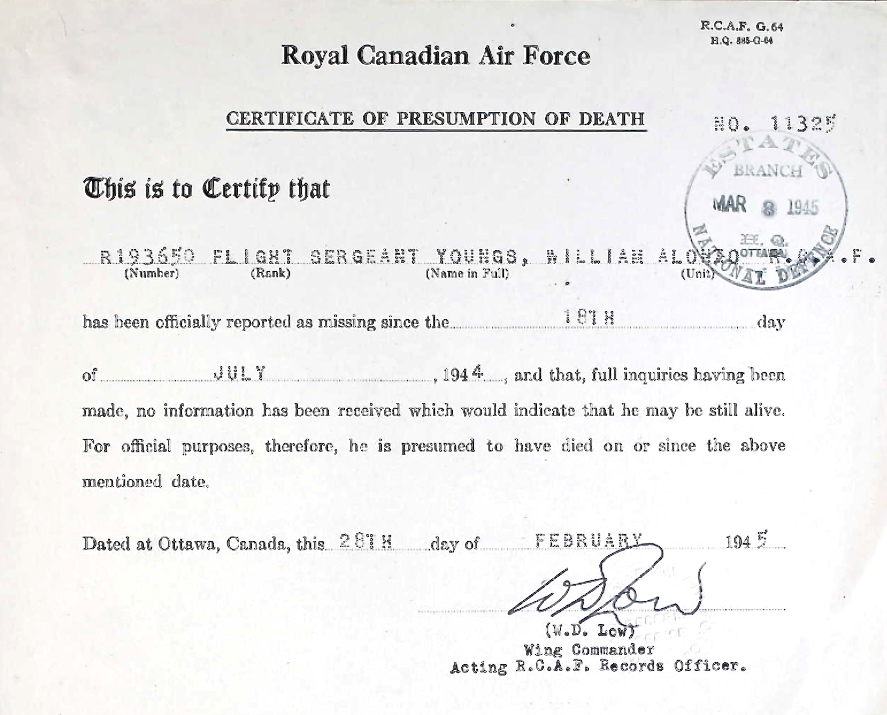 R.C.A.F. G.64
H.Q. 885-G-64
Royal Canadian Air Force
CERTIFICATE OF PRESUMPTION OF DEATH
NO. 11325
ESTATES
BRANCH
MAR 8 1945
H. Q.
OTTAWA
NATIONAL DEFENCE
This is to Certify that
R193650 FLIGHT SERGEANT YOUNGS, WILLIAM ALONZO R.C.A.F.
(Number) (Rank) (Name in Full) (Unit)
has been officially reported as missing since the 18TH day
of JULY, 1944, and that, full inquiries having been
made, no information has been received which would indicate that he may be still alive.
For official purposes, therefore, he is presumed to have died on or since the above
mentioned date.
Dated at Ottawa, Canada, this 28TH day of FEBRUARY 1945
WD Low
(W.D. Low)
Wing Commander
Acting R.C.A.F. Records Officer.